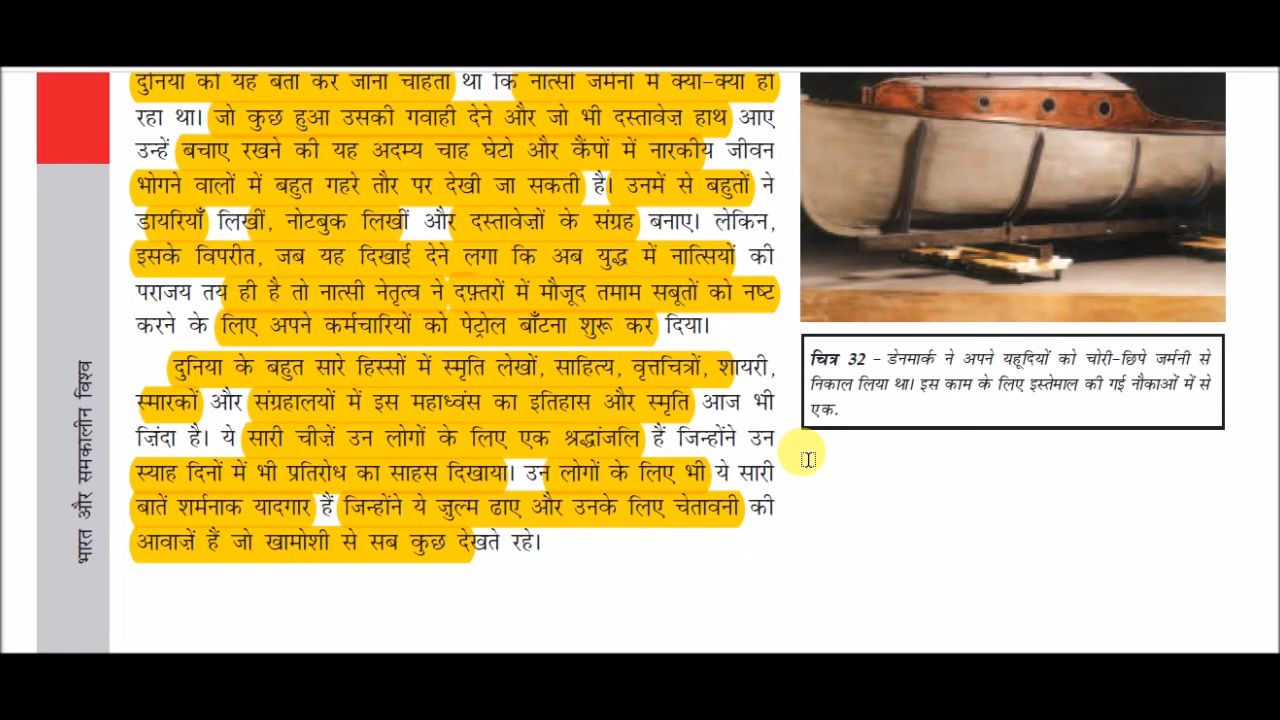 दुनिया को यह बता कर जाना चाहता था कि नात्सी जर्मनी में क्या-क्या हो
रहा था। जो कुछ हुआ उसकी गवाही देने और जो भी दस्तावेज़ हाथ आए
उन्हें बचाए रखने की यह अदम्य चाह घेटो और कैंपों में नारकीय जीवन
भोगने वालों में बहुत गहरे तौर पर देखी जा सकती है। उनमें से बहुतों ने
डायरियाँ लिखीं, नोटबुक लिखीं और दस्तावेज़ों के संग्रह बनाए। लेकिन,
इसके विपरीत, जब यह दिखाई देने लगा कि अब युद्ध में नात्सियों की
पराजय तय ही है तो नात्सी नेतृत्व ने दफ़्तरों में मौजूद तमाम सबूतों को नष्ट
करने के लिए अपने कर्मचारियों को पेट्रोल बाँटना शुरू कर दिया।
दुनिया के बहुत सारे हिस्सों में स्मृति लेखों, साहित्य, वृत्तचित्रों, शायरी,
स्मारकों और संग्रहालयों में इस महाध्वंस का इतिहास और स्मृति आज भी
ज़िंदा है। ये सारी चीज़ें उन लोगों के लिए एक श्रद्धांजलि हैं जिन्होंने उन
स्याह दिनों में भी प्रतिरोध का साहस दिखाया। उन लोगों के लिए भी ये सारी
बातें शर्मनाक यादगार हैं जिन्होंने ये ज़ुल्म ढाए और उनके लिए चेतावनी की
आवाज़ें हैं जो खामोशी से सब कुछ देखते रहे।
चित्र 32 – डेनमार्क ने अपने यहूदियों को चोरी-छिपे जर्मनी से
निकाल लिया था। इस काम के लिए इस्तेमाल की गई नौकाओं में से
एक.
भारत और समकालीन विश्व